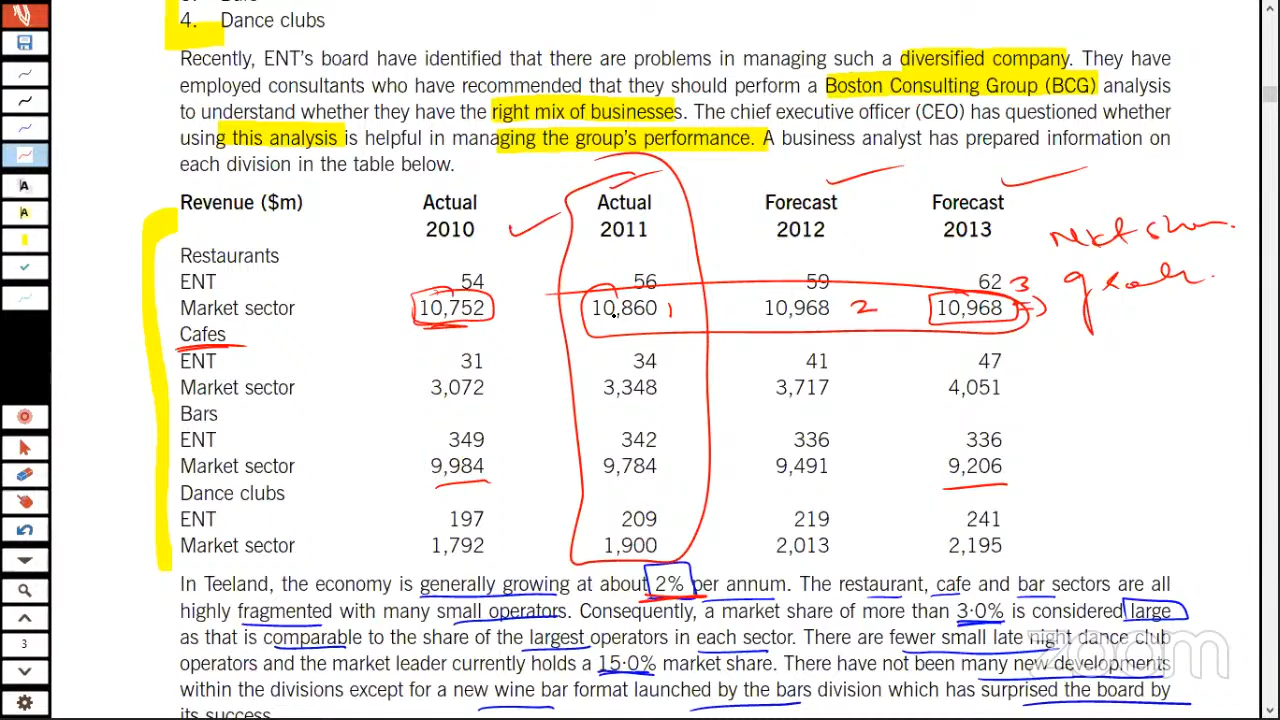 4. Dance clubs
Recently, ENT's board have identified that there are problems in managing such a diversified company. They have
employed consultants who have recommended that they should perform a Boston Consulting Group (BCG) analysis
to understand whether they have the right mix of businesses. The chief executive officer (CEO) has questioned whether
using this analysis is helpful in managing the group's performance. A business analyst has prepared information on
each division in the table below.
Revenue ($m) Actual Actual Forecast Forecast
2010 2011 2012 2013
Restaurants
ENT 54 56 59 62 3
Market sector 10,752 10,860 1 10,968 2 10,968
Cafes
ENT 31 34 41 47
Market sector 3,072 3,348 3,717 4,051
Bars
ENT 349 342 336 336
Market sector 9,984 9,784 9,491 9,206
Dance clubs
ENT 197 209 219 241
Market sector 1,792 1,900 2,013 2,195
In Teeland, the economy is generally growing at about 2% per annum. The restaurant, cafe and bar sectors are all
highly fragmented with many small operators. Consequently, a market share of more than 3·0% is considered large
as that is comparable to the share of the largest operators in each sector. There are fewer small late night dance club
operators and the market leader currently holds a 15·0% market share. There have not been many new developments
within the divisions except for a new wine bar format launched by the bars division which has surprised the board by
its success.
zoom
A
A
3